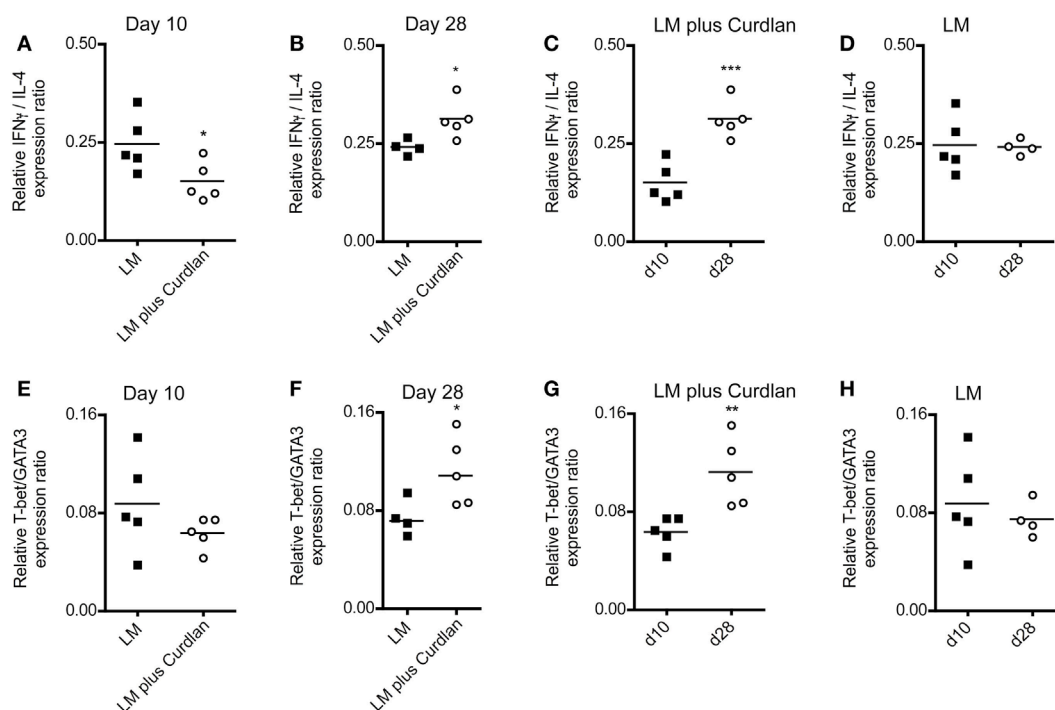 A
Day 10
Relative IFNγ / IL-4
expression ratio
0.50
0.25
0.00
*
LM
LM plus Curdlan
B
Day 28
Relative IFNγ / IL-4
expression ratio
0.50
0.25
0.00
*
LM
LM plus Curdlan
C
LM plus Curdlan
Relative IFNγ / IL-4
expression ratio
0.50
0.25
0.00
***
d10
d28
D
LM
Relative IFNγ / IL-4
expression ratio
0.50
0.25
0.00
d10
d28
E
Day 10
Relative T-bet/GATA3
expression ratio
0.16
0.08
0.00
LM
LM plus Curdlan
F
Day 28
Relative T-bet/GATA3
expression ratio
0.16
0.08
0.00
*
LM
LM plus Curdlan
G
LM plus Curdlan
Relative T-bet/GATA3
expression ratio
0.16
0.08
0.00
**
d10
d28
H
LM
Relative T-bet/GATA3
expression ratio
0.16
0.08
0.00
d10
d28